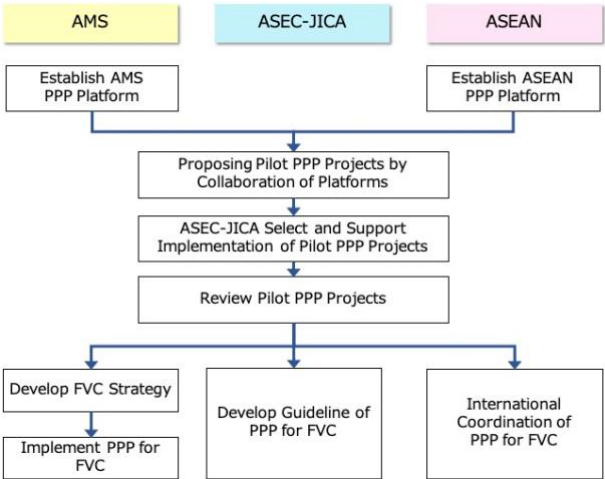 AMS
ASEC-JICA
ASEAN
Establish AMS
PPP Platform
Establish ASEAN
PPP Platform
Proposing Pilot PPP Projects by
Collaboration of Platforms
ASEC-JICA Select and Support
Implementation of Pilot PPP Projects
Review Pilot PPP Projects
Develop FVC Strategy
Implement PPP for
FVC
Develop Guideline of
PPP for FVC
International
Coordination of
PPP for FVC